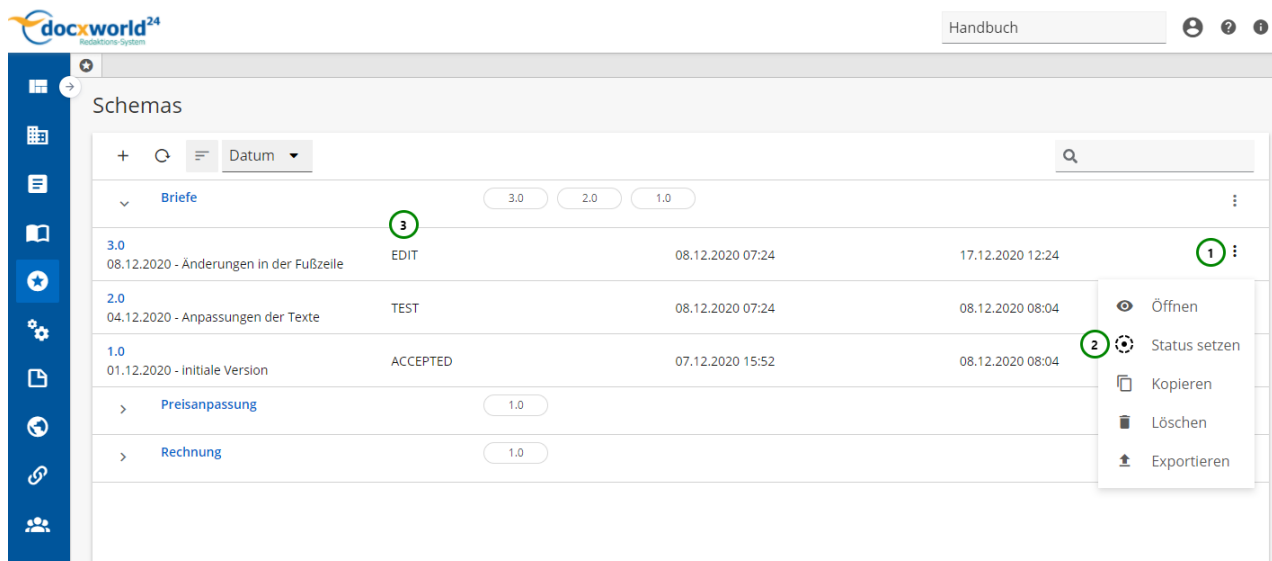 docxworld24
Redaktions-System
Handbuch
Schemas
Datum
Briefe 3.0 2.0 1.0
3
3.0
08.12.2020 - Änderungen in der Fußzeile EDIT 08.12.2020 07:24 17.12.2020 12:24 1
2.0
04.12.2020 - Anpassungen der Texte TEST 08.12.2020 07:24 08.12.2020 08:04
1.0
01.12.2020 - initiale Version ACCEPTED 07.12.2020 15:52 08.12.2020 08:04
Preisanpassung 1.0
Rechnung 1.0
Öffnen
2 Status setzen
Kopieren
Löschen
Exportieren